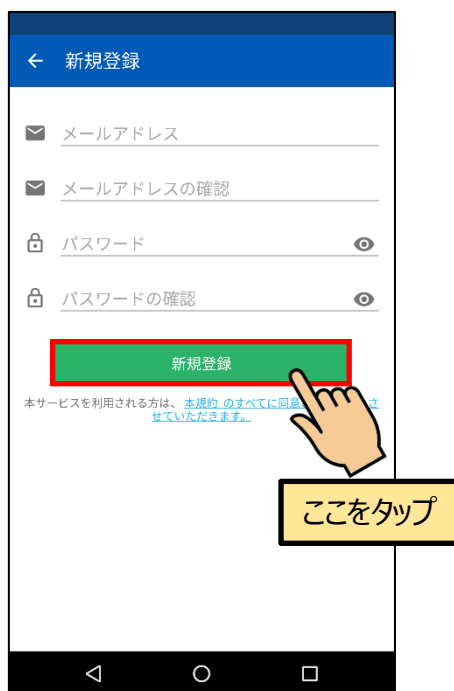 新規登録
メールアドレス
メールアドレスの確認
パスワード
パスワードの確認
新規登録
本サービスを利用される方は、 本規約 のすべてに同意 さ
せていただきます。
ここをタップ